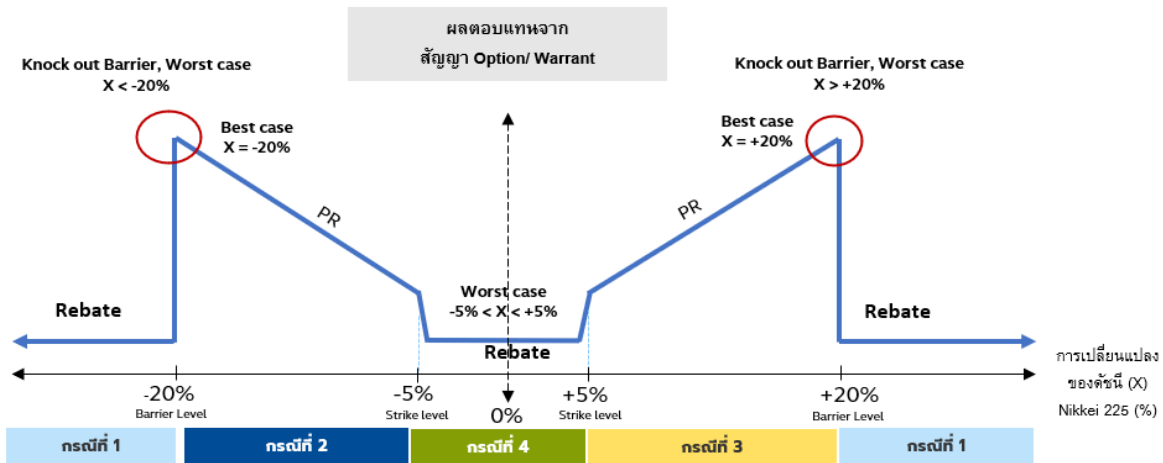 ผลตอบแทนจาก
สัญญา Option/ Warrant
Knock out Barrier, Worst case
X < -20%
Knock out Barrier, Worst case
X > +20%
Best case
X = -20%
Best case
X = +20%
PR
PR
Worst case
-5% < X < +5%
Rebate
Rebate
Rebate
-20%
Barrier Level
-5%
Strike level
0%
+5%
Strike level
+20%
Barrier Level
การเปลี่ยนแปลง
ของดัชนี (X)
Nikkei 225 (%)
กรณีที่ 1
กรณีที่ 2
กรณีที่ 4
กรณีที่ 3
กรณีที่ 1